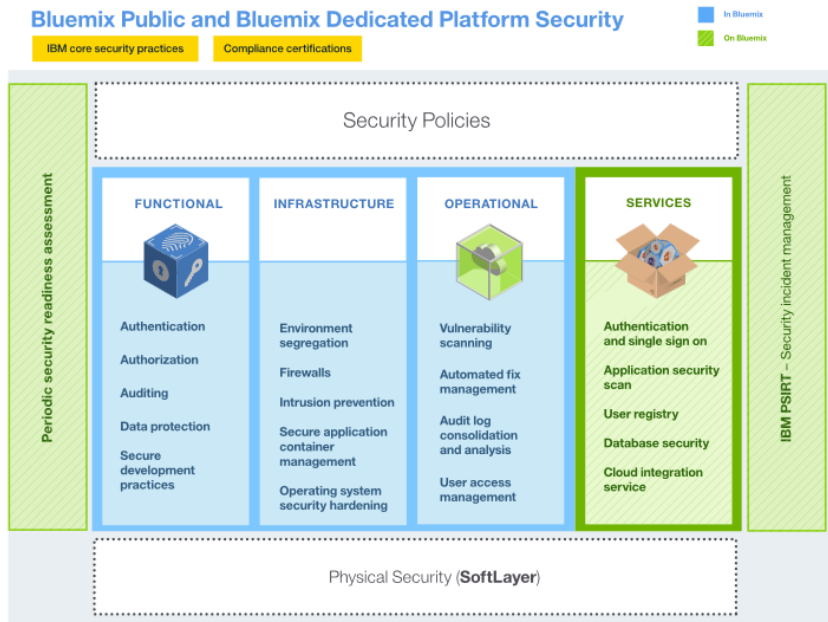 Bluemix Public and Bluemix Dedicated Platform Security
In Bluemix
On Bluemix
IBM core security practices
Compliance certifications
Security Policies
Periodic security readiness assessment
FUNCTIONAL
Authentication
Authorization
Auditing
Data protection
Secure
development
practices
INFRASTRUCTURE
Environment
segregation
Firewalls
Intrusion prevention
Secure application
container
management
Operating system
security hardening
OPERATIONAL
Vulnerability
scanning
Automated fix
management
Audit log
consolidation
and analysis
User access
management
SERVICES
Authentication
and single sign on
Application security
scan
User registry
Database security
Cloud integration
service
IBM PSIRT – Security incident management
Physical Security (SoftLayer)